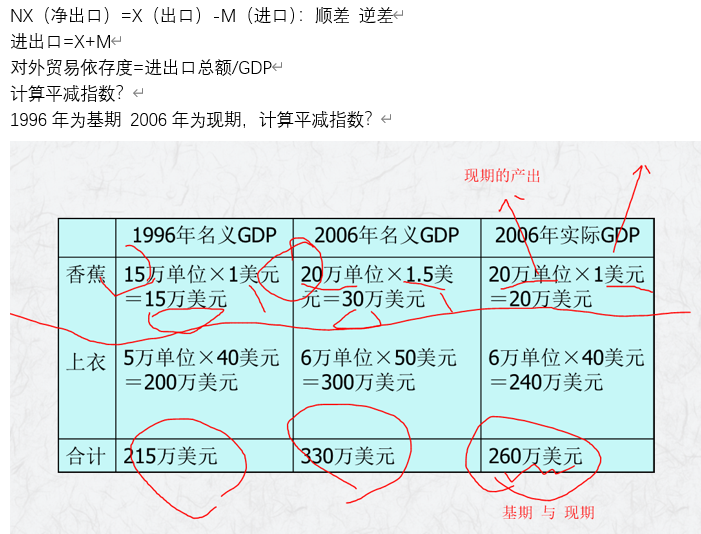 NX（净出口）=X（出口）-M（进口）：顺差 逆差
进出口=X+M
对外贸易依存度=进出口总额/GDP
计算平减指数？
1996 年为基期 2006 年为现期，计算平减指数？
现期的产出
1996年名义GDP 2006年名义GDP 2006年实际GDP
香蕉 15万单位×1美元 20万单位×1.5美 20万单位×1美元
=15万美元 元=30万美元 =20万美元
上衣 5万单位×40美元 6万单位×50美元 6万单位×40美元
=200万美元 =300万美元 =240万美元
合计 215万美元 330万美元 260万美元
基期 与 现期